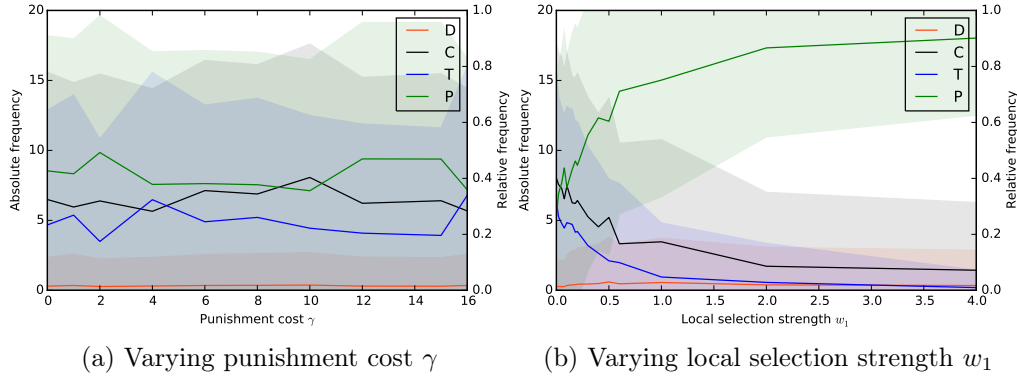 20
15
10
5
0
Absolute frequency
0 2 4 6 8 10 12 14 16
Punishment cost γ
1.0
0.8
0.6
0.4
0.2
0.0
Relative frequency
D
C
T
P
(a) Varying punishment cost γ
20
15
10
5
0
Absolute frequency
0.0 0.5 1.0 1.5 2.0 2.5 3.0 3.5 4.0
Local selection strength w₁
1.0
0.8
0.6
0.4
0.2
0.0
Relative frequency
D
C
T
P
(b) Varying local selection strength w₁